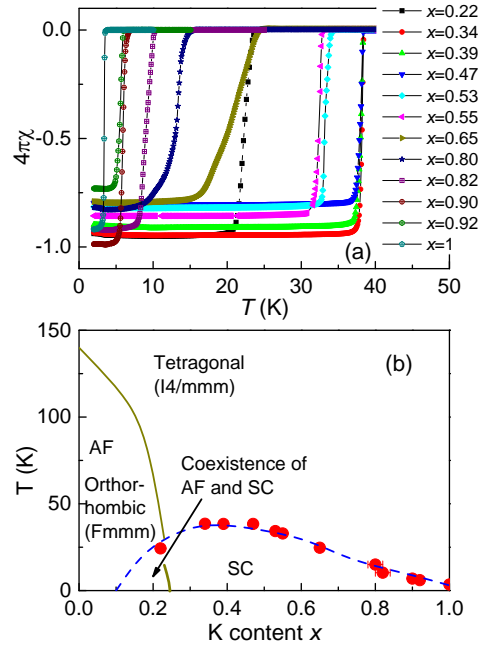 0.0
-0.5
-1.0
4πχ
0 10 20 30 40 50
T (K)
(a)
x=0.22
x=0.34
x=0.39
x=0.47
x=0.53
x=0.55
x=0.65
x=0.80
x=0.82
x=0.90
x=0.92
x=1
150
100
50
0
T (K)
(b)
Tetragonal
(I4/mmm)
AF
Orthor-
hombic
(Fmmm)
Coexistence of
AF and SC
SC
0.0 0.2 0.4 0.6 0.8 1.0
K content x